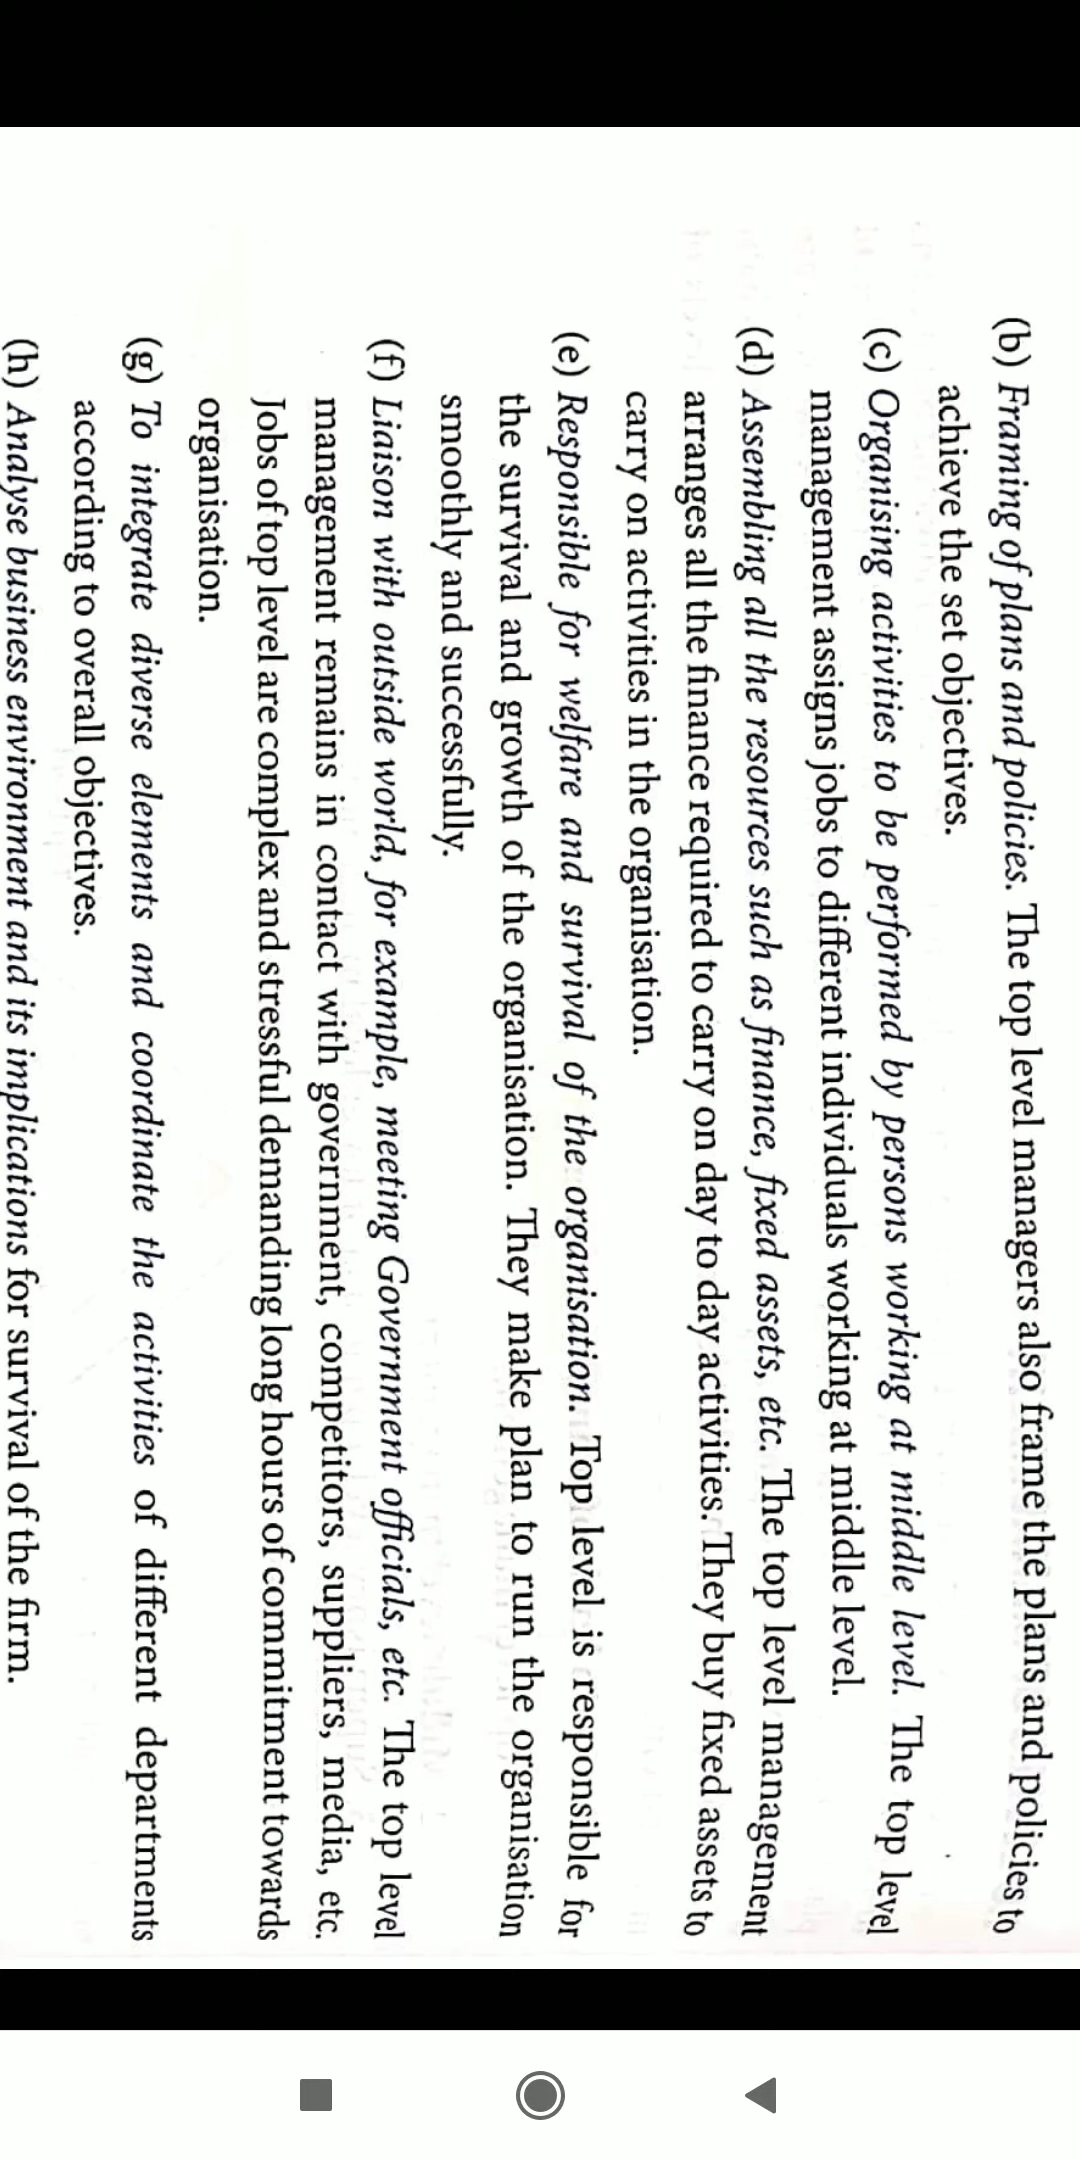 (b) Framing of plans and policies. The top level managers also frame the plans and policies to
achieve the set objectives.
(c) Organising activities to be performed by persons working at middle level. The top level
management assigns jobs to different individuals working at middle level.
(d) Assembling all the resources such as finance, fixed assets, etc. The top level management
arranges all the finance required to carry on day to day activities. They buy fixed assets to
carry on activities in the organisation.
(e) Responsible for welfare and survival of the organisation. Top level is responsible for
the survival and growth of the organisation. They make plan to run the organisation
smoothly and successfully.
(f) Liaison with outside world, for example, meeting Government officials, etc. The top level
management remains in contact with government, competitors, suppliers, media, etc.
Jobs of top level are complex and stressful demanding long hours of commitment towards
organisation.
(g) To integrate diverse elements and coordinate the activities of different departments
according to overall objectives.
(h) Analyse business environment and its implications for survival of the firm.